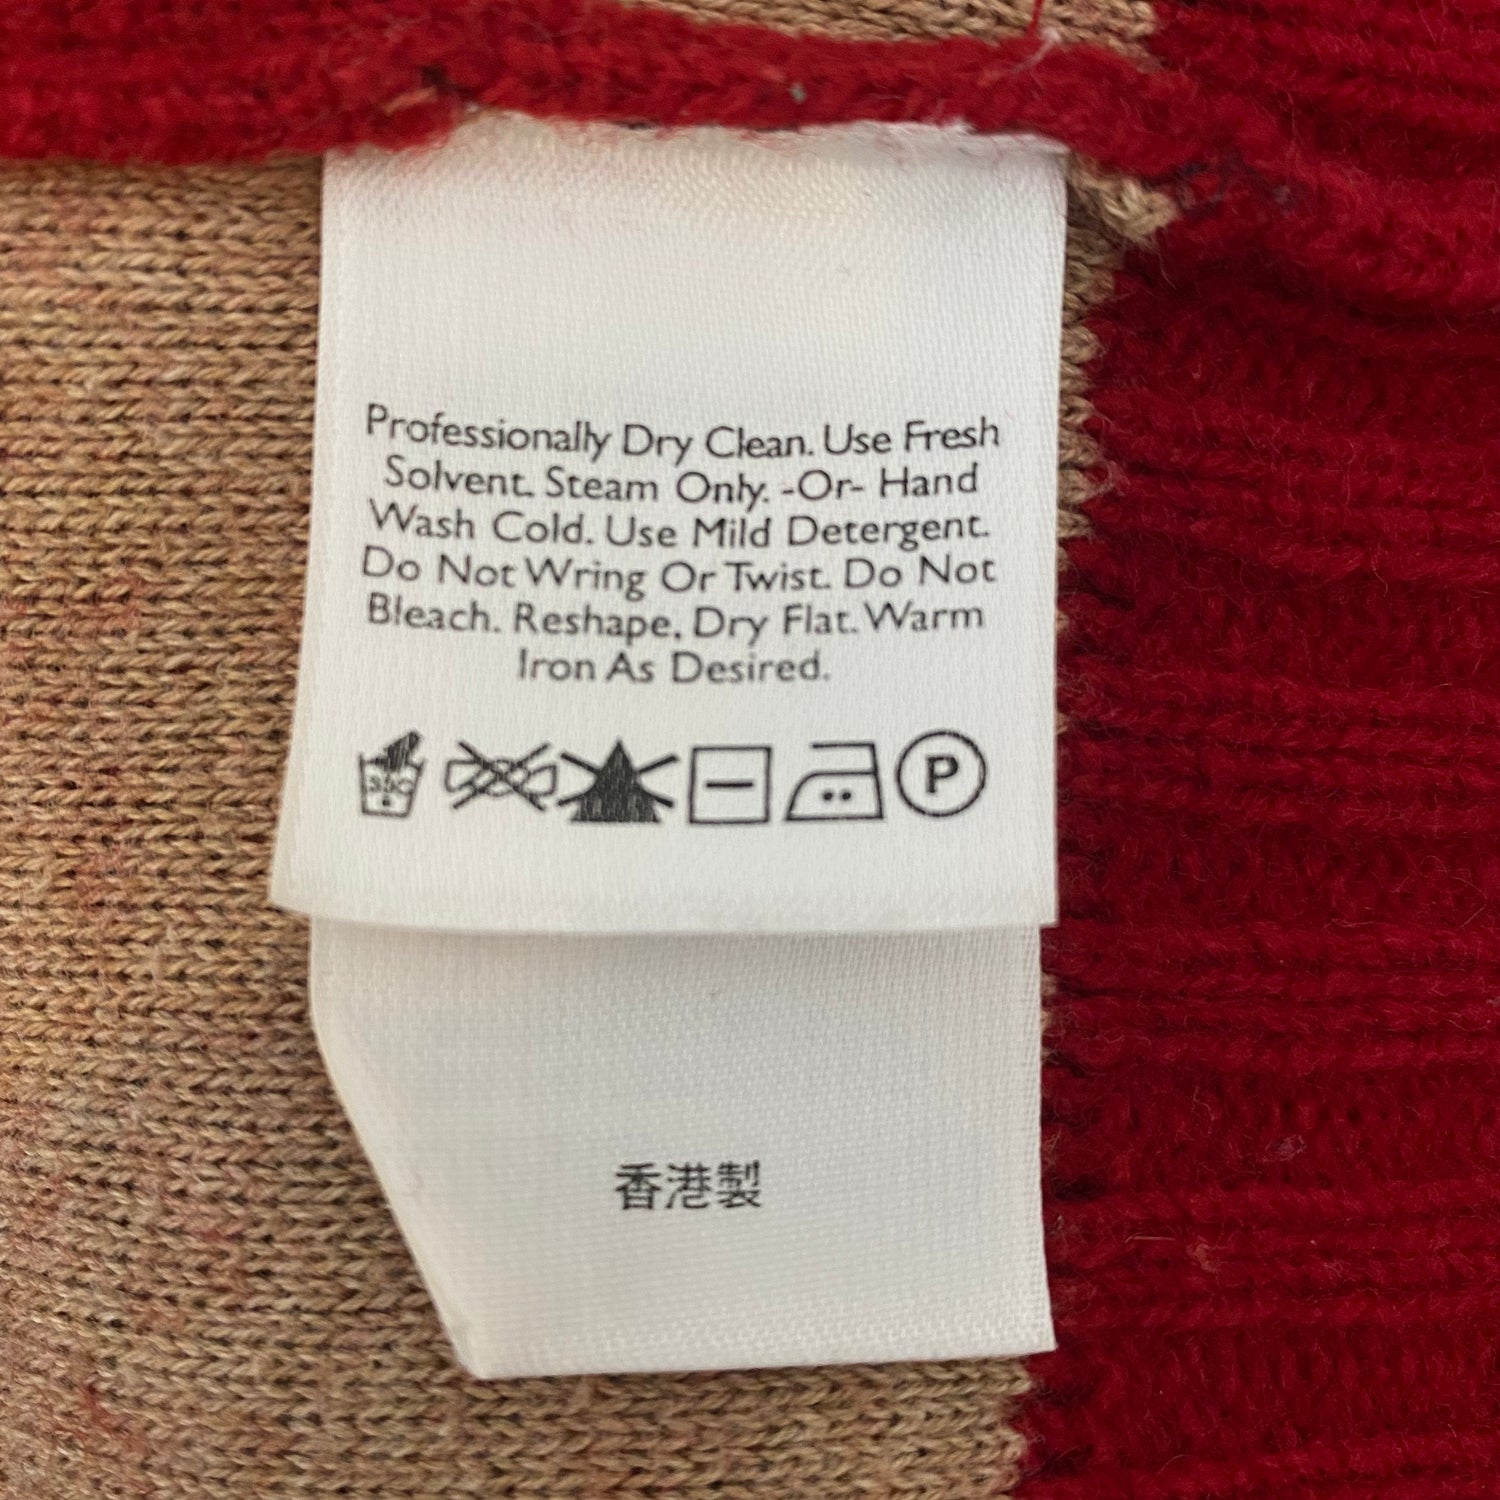 Professionally Dry Clean. Use Fresh
Solvent. Steam Only. -Or- Hand
Wash Cold. Use Mild Detergent.
Do Not Wring Or Twist. Do Not
Bleach. Reshape, Dry Flat. Warm
Iron As Desired.
P
香港製